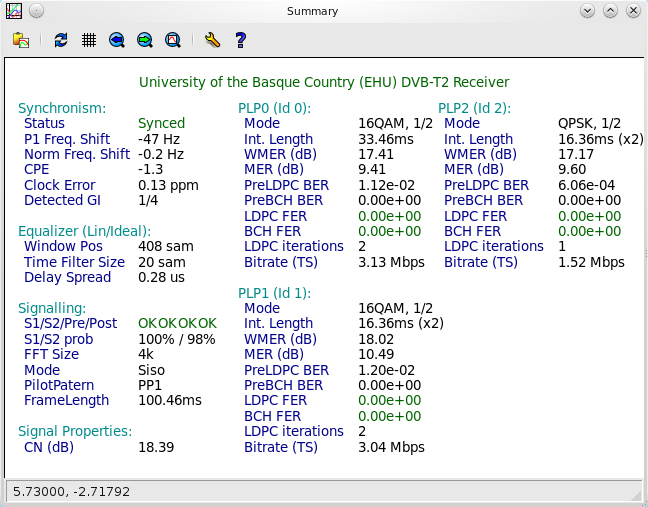 Summary
University of the Basque Country (EHU) DVB-T2 Receiver
Synchronism:
Status Synced
P1 Freq. Shift -47 Hz
Norm Freq. Shift -0.2 Hz
CPE -1.3
Clock Error 0.13 ppm
Detected GI 1/4
Equalizer (Lin/Ideal):
Window Pos 408 sam
Time Filter Size 20 sam
Delay Spread 0.28 us
Signalling:
S1/S2/Pre/Post OKOKOKOK
S1/S2 prob 100% / 98%
FFT Size 4k
Mode Siso
PilotPatern PP1
FrameLength 100.46ms
Signal Properties:
CN (dB) 18.39
PLP0 (Id 0):
Mode 16QAM, 1/2
Int. Length 33.46ms
WMER (dB) 17.41
MER (dB) 9.41
PreLDPC BER 1.12e-02
PreBCH BER 0.00e+00
LDPC FER 0.00e+00
BCH FER 0.00e+00
LDPC iterations 2
Bitrate (TS) 3.13 Mbps
PLP1 (Id 1):
Mode 16QAM, 1/2
Int. Length 16.36ms (x2)
WMER (dB) 18.02
MER (dB) 10.49
PreLDPC BER 1.20e-02
PreBCH BER 0.00e+00
LDPC FER 0.00e+00
BCH FER 0.00e+00
LDPC iterations 2
Bitrate (TS) 3.04 Mbps
PLP2 (Id 2):
Mode QPSK, 1/2
Int. Length 16.36ms (x2)
WMER (dB) 17.17
MER (dB) 9.60
PreLDPC BER 6.06e-04
PreBCH BER 0.00e+00
LDPC FER 0.00e+00
BCH FER 0.00e+00
LDPC iterations 1
Bitrate (TS) 1.52 Mbps
5.73000, -2.71792